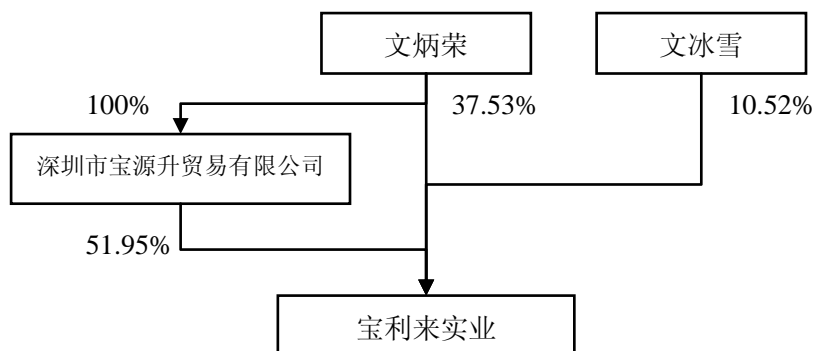 文炳荣
文冰雪
100%
37.53%
10.52%
深圳市宝源升贸易有限公司
51.95%
宝利来实业